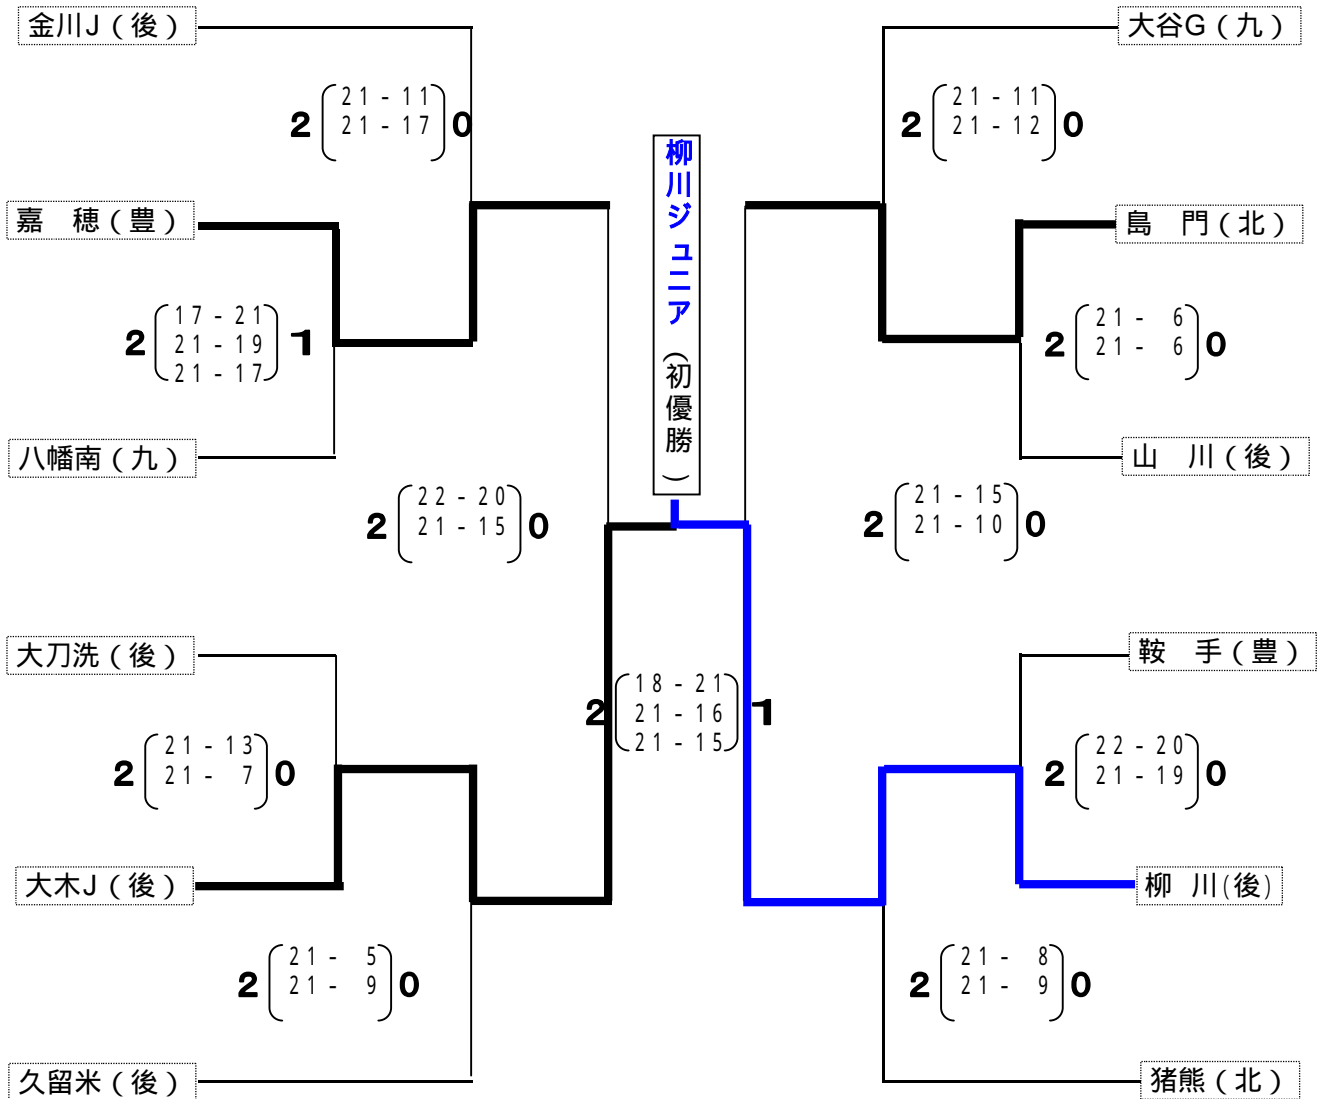 金川J（後）
大谷G（九）
2 21 - 11 0
21 - 17
2 21 - 11 0
21 - 12
柳川ジュニア（初優勝）
嘉　穂（豊）
島　門（北）
2 17 - 21 1
21 - 19
21 - 17
2 21 - 6 0
21 - 6
八幡南（九）
山　川（後）
2 22 - 20 0
21 - 15
2 21 - 15 0
21 - 10
大刀洗（後）
鞍　手（豊）
2 18 - 21 1
21 - 16
21 - 15
2 21 - 13 0
21 - 7
2 22 - 20 0
21 - 19
大木J（後）
柳 川(後)
2 21 - 5 0
21 - 9
2 21 - 8 0
21 - 9
久留米（後）
猪熊（北）